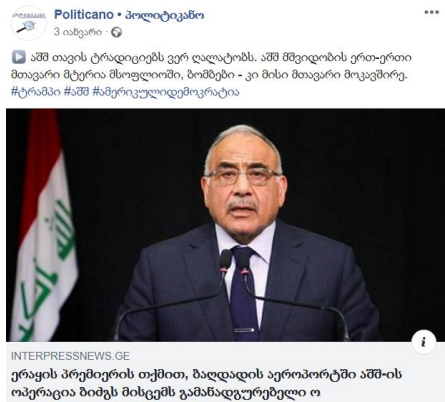 Politicano • პოლიტიკანო
3 იანვარი ·
აშშ თავის ტრადიციებს ვერ ღალატობს. აშშ მშვიდობის ერთ-ერთი
მთავარი მტერია მსოფლიოში, ბომბები - კი მისი მთავარი მოკავშირე.
#ტრამპი #აშშ #ამერიკულიდემოკრატია
INTERPRESSNEWS.GE
ერაყის პრემიერის თქმით, ბაღდადის აეროპორტში აშშ-ის
ოპერაცია ბიძგს მისცემს გამანადგურებელი ო